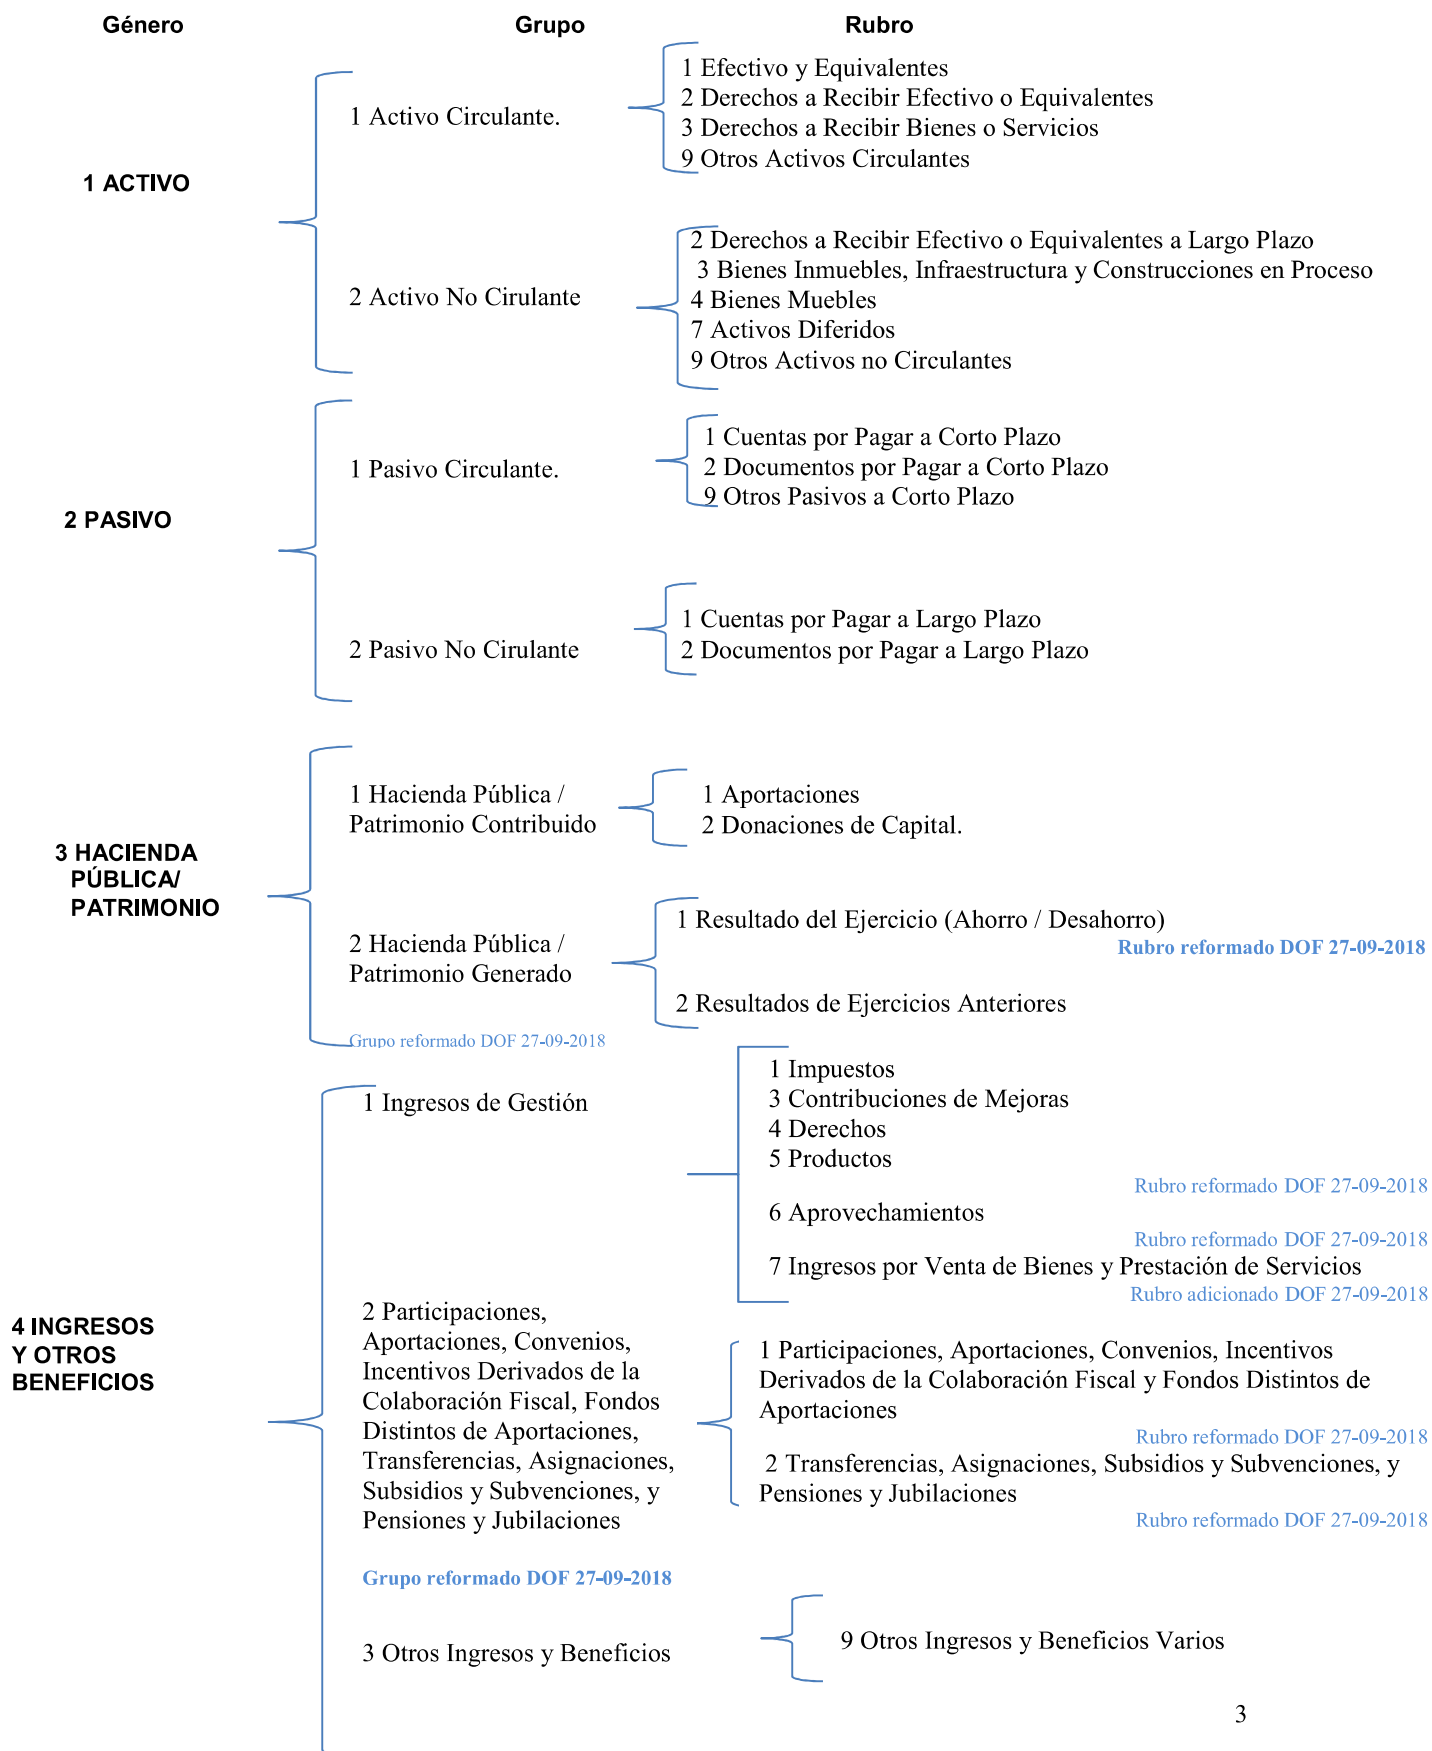 Género Grupo Rubro
1 ACTIVO
1 Activo Circulante.
1 Efectivo y Equivalentes
2 Derechos a Recibir Efectivo o Equivalentes
3 Derechos a Recibir Bienes o Servicios
9 Otros Activos Circulantes
2 Activo No Cirulante
2 Derechos a Recibir Efectivo o Equivalentes a Largo Plazo
3 Bienes Inmuebles, Infraestructura y Construcciones en Proceso
4 Bienes Muebles
7 Activos Diferidos
9 Otros Activos no Circulantes
2 PASIVO
1 Pasivo Circulante.
1 Cuentas por Pagar a Corto Plazo
2 Documentos por Pagar a Corto Plazo
9 Otros Pasivos a Corto Plazo
2 Pasivo No Cirulante
1 Cuentas por Pagar a Largo Plazo
2 Documentos por Pagar a Largo Plazo
3 HACIENDA
PÚBLICA/
PATRIMONIO
1 Hacienda Pública /
Patrimonio Contribuido
1 Aportaciones
2 Donaciones de Capital.
2 Hacienda Pública /
Patrimonio Generado
Grupo reformado DOF 27-09-2018
1 Resultado del Ejercicio (Ahorro / Desahorro)
Rubro reformado DOF 27-09-2018
2 Resultados de Ejercicios Anteriores
4 INGRESOS
Y OTROS
BENEFICIOS
1 Ingresos de Gestión
1 Impuestos
3 Contribuciones de Mejoras
4 Derechos
5 Productos
Rubro reformado DOF 27-09-2018
6 Aprovechamientos
Rubro reformado DOF 27-09-2018
7 Ingresos por Venta de Bienes y Prestación de Servicios
Rubro adicionado DOF 27-09-2018
2 Participaciones,
Aportaciones, Convenios,
Incentivos Derivados de la
Colaboración Fiscal, Fondos
Distintos de Aportaciones,
Transferencias, Asignaciones,
Subsidios y Subvenciones, y
Pensiones y Jubilaciones
Grupo reformado DOF 27-09-2018
1 Participaciones, Aportaciones, Convenios, Incentivos
Derivados de la Colaboración Fiscal y Fondos Distintos de
Aportaciones
Rubro reformado DOF 27-09-2018
2 Transferencias, Asignaciones, Subsidios y Subvenciones, y
Pensiones y Jubilaciones
Rubro reformado DOF 27-09-2018
3 Otros Ingresos y Beneficios
9 Otros Ingresos y Beneficios Varios
3